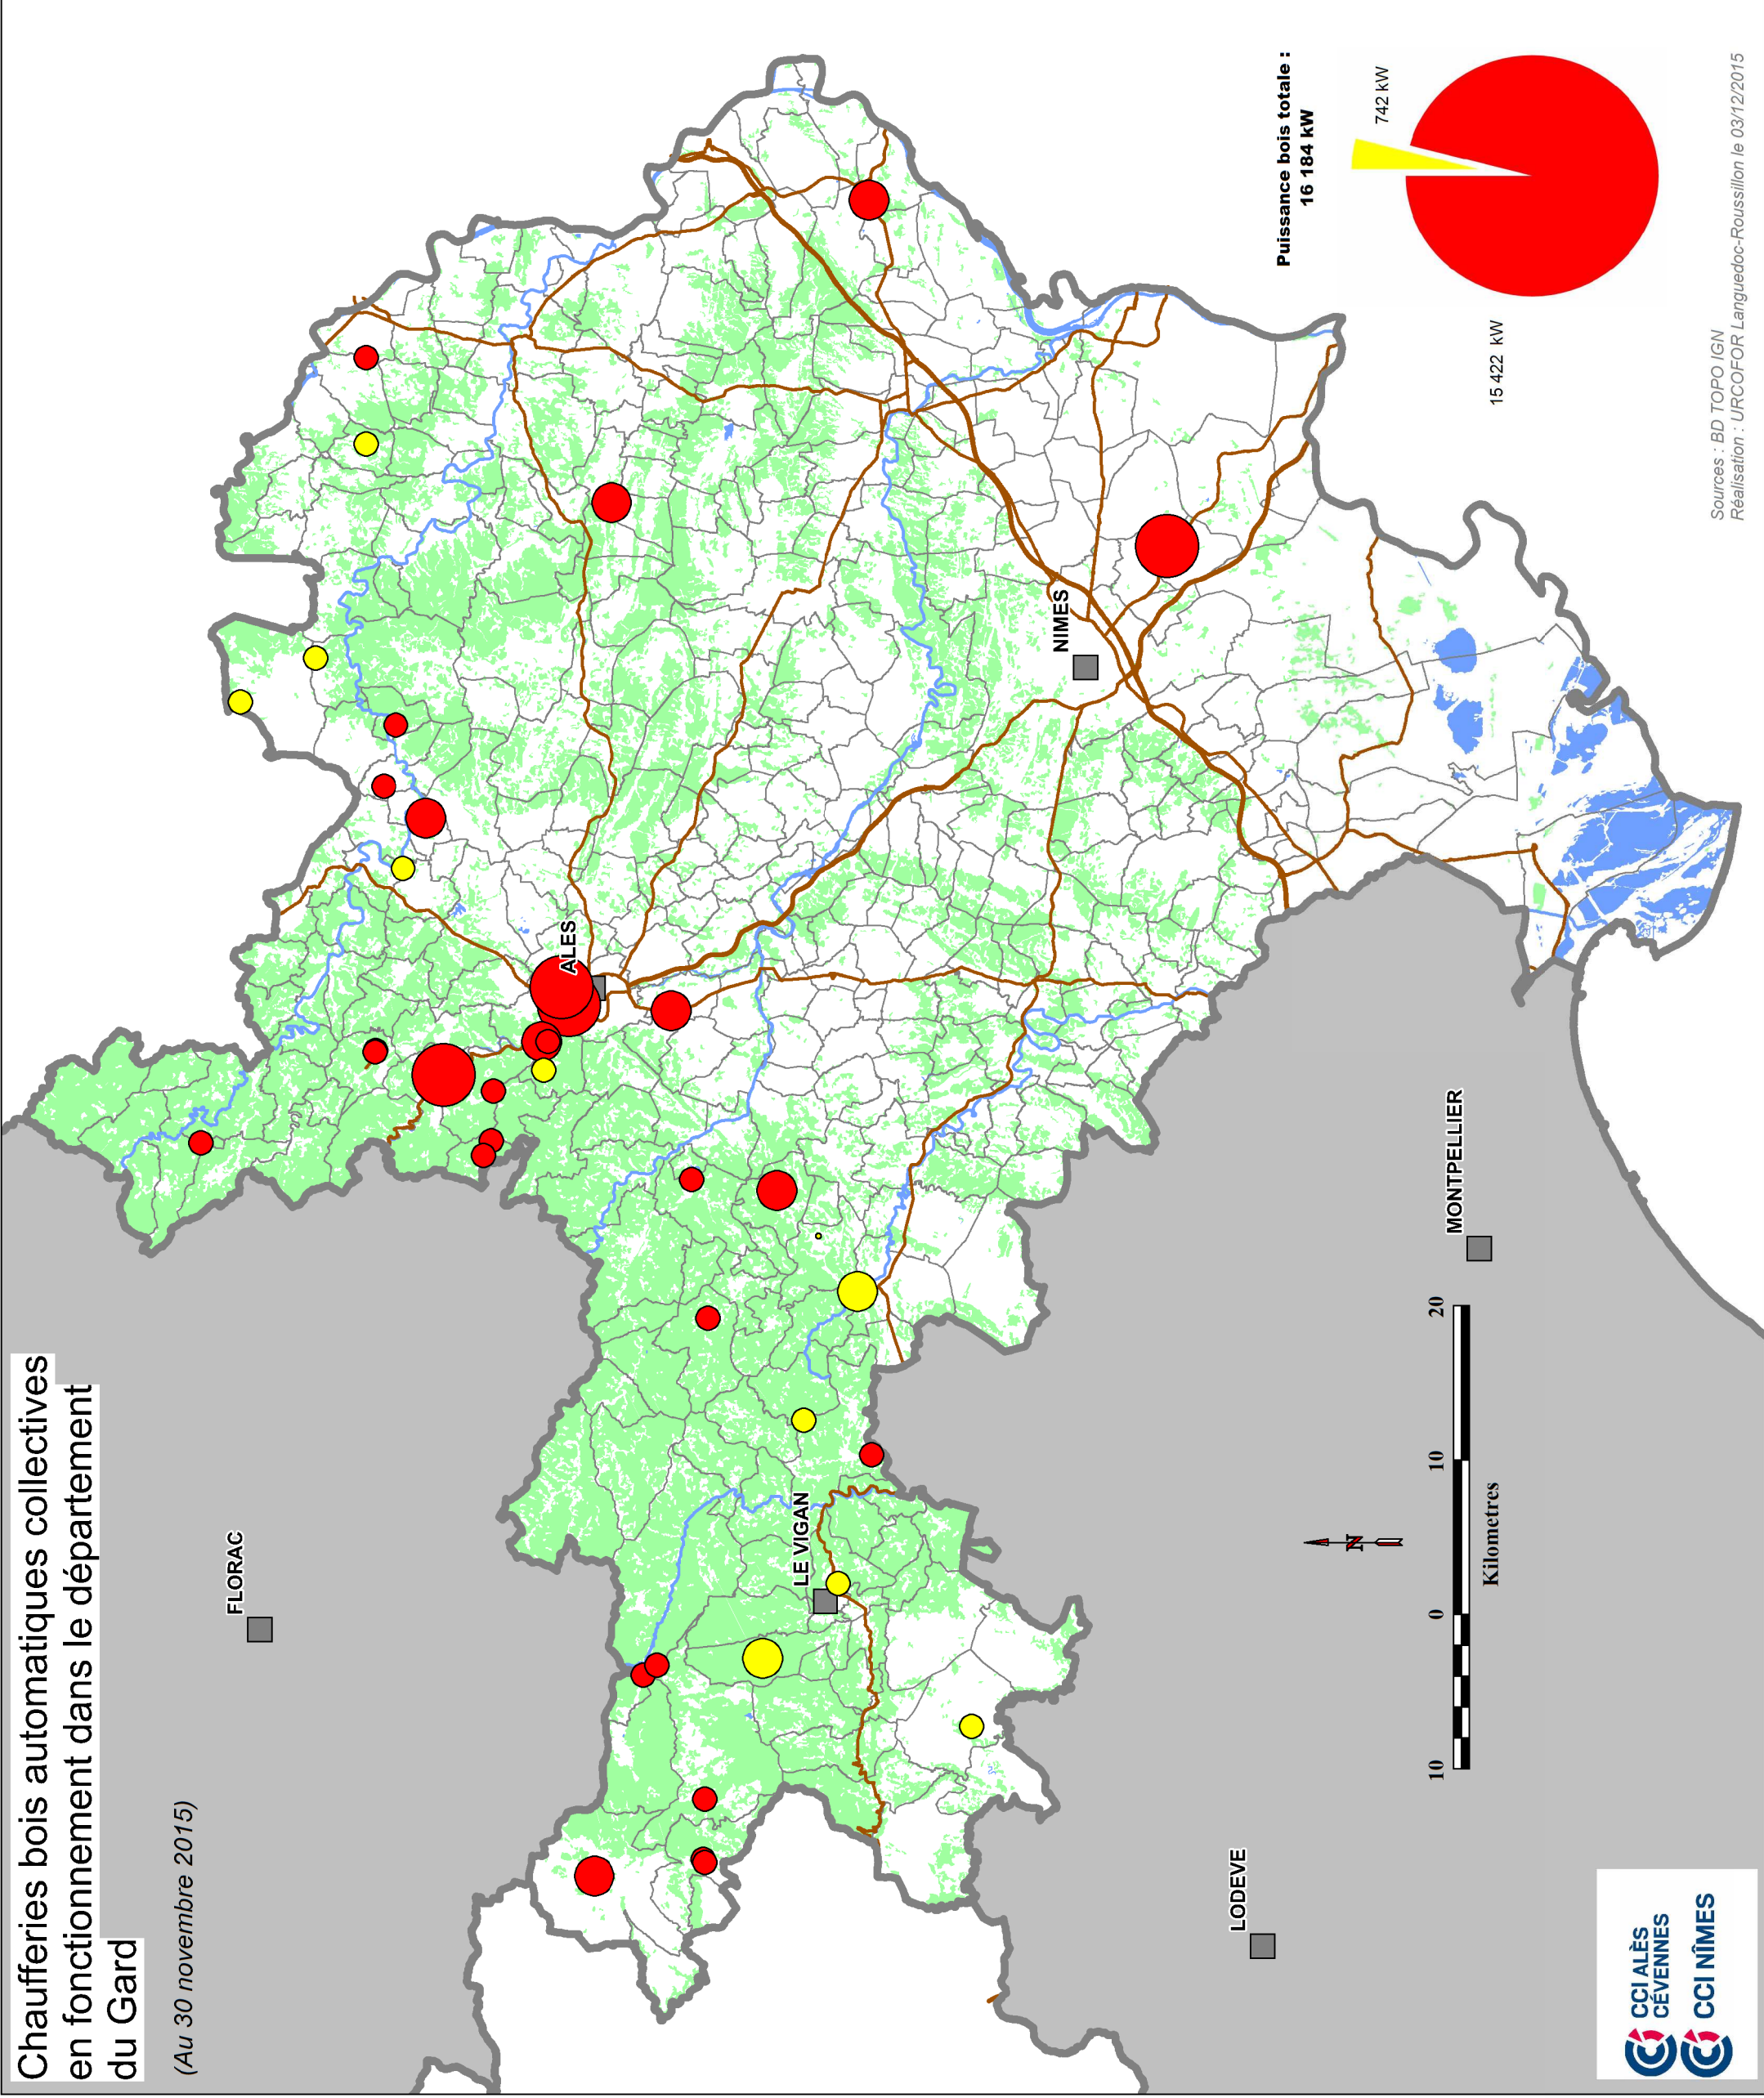 Chaufferies bois automatiques collectives
en fonctionnement dans le département
du Gard
(Au 30 novembre 2015)
FLORAC
ALES
LE VIGAN
NIMES
LODEVE
MONTPELLIER
N
10 0 10 20
Kilometres
Puissance bois totale :
16 184 kW
742 kW
15 422 kW
CCI ALÈS
CÉVENNES
CCI NÎMES
Sources : BD TOPO IGN
Réalisation : URCOFOR Languedoc-Roussillon le 03/12/2015